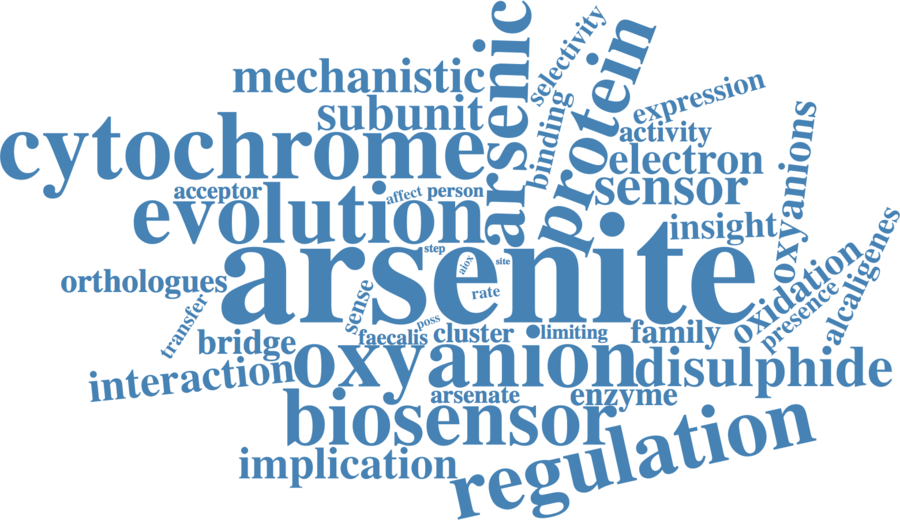 mechanistic
arsenic
selectivity
protein
subunit
binding
expression
activity
cytochrome
electron
oxyanions
acceptor
affect
person
sensor
evolution
insight
step
arsenite
aiox
site
rate
orthologues
oxidation
alcaligenes
presence
transfer
sense
poss
bridge
faecalis
cluster
limiting
family
interaction
oxyanion
disulphide
arsenate
enzyme
biosensor
regulation
implication